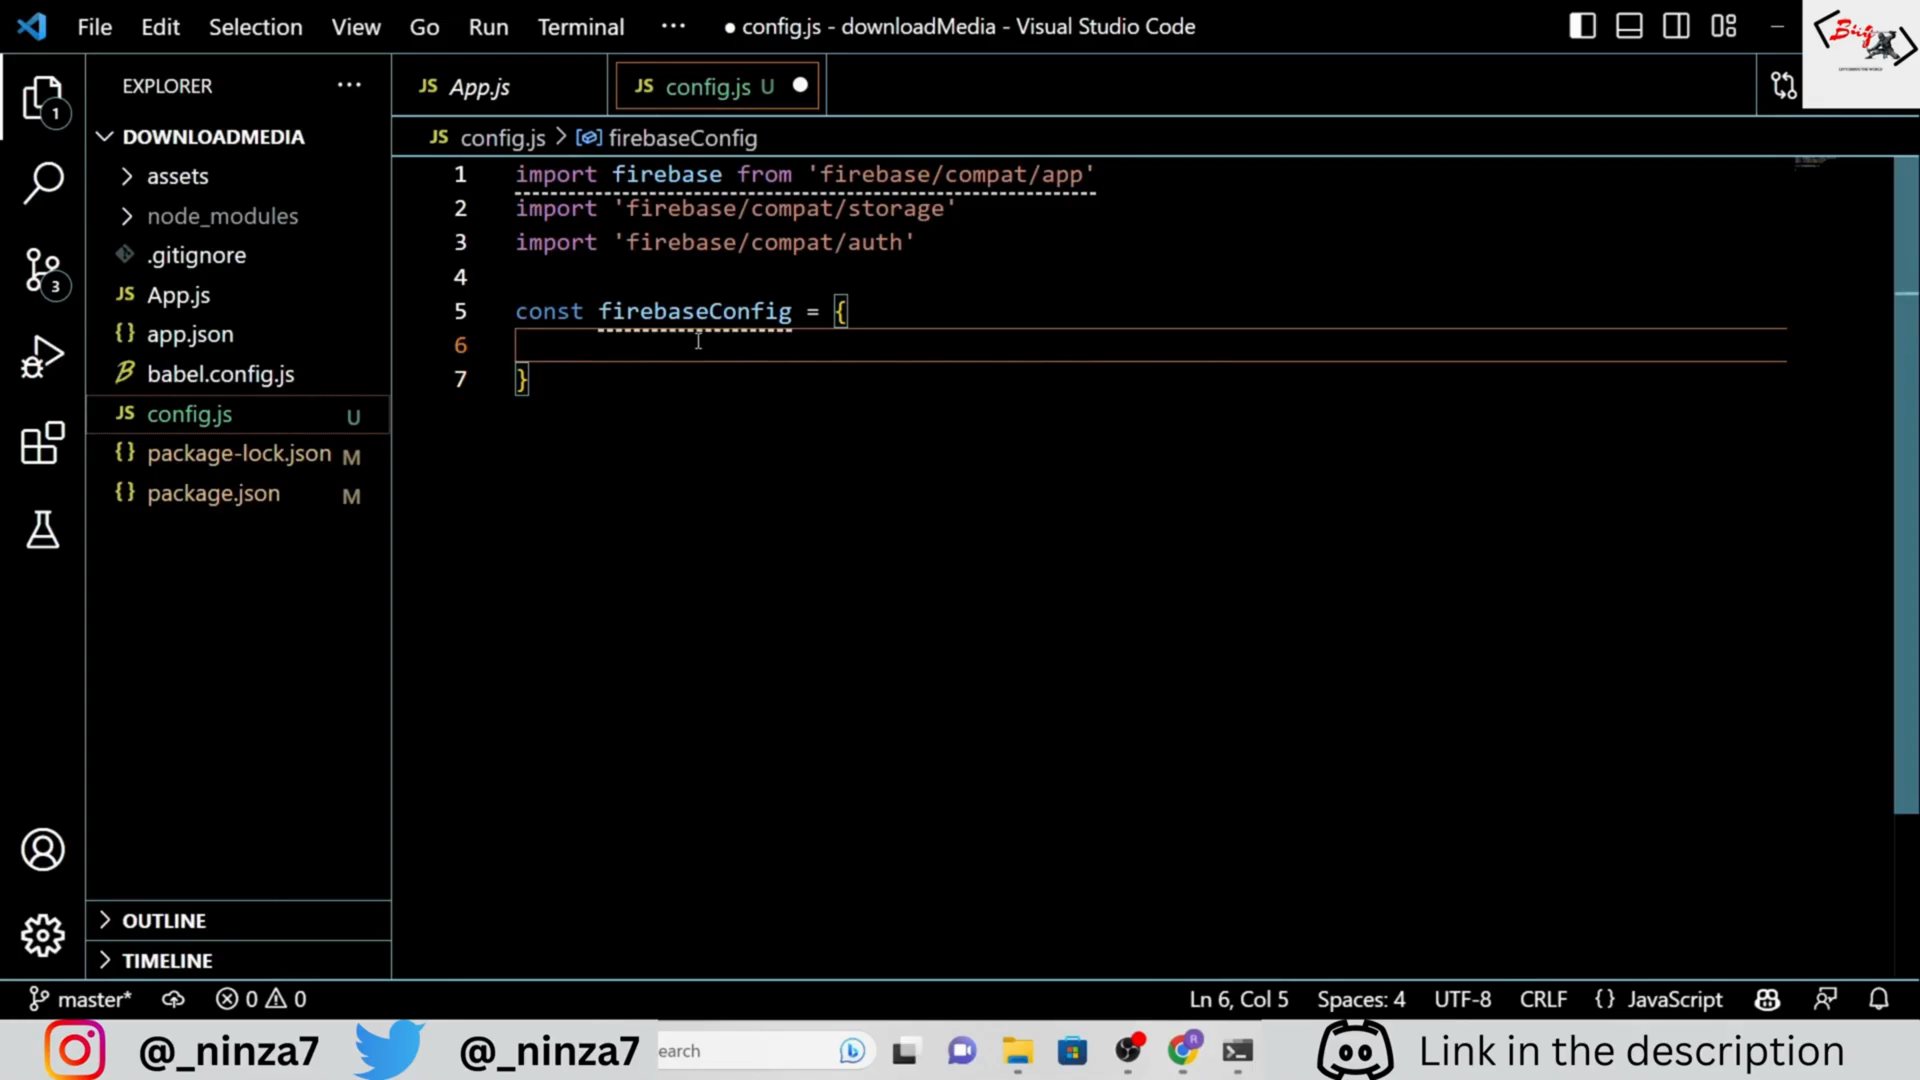 File Edit Selection View Go Run Terminal ··· ● config.js - downloadMedia - Visual Studio Code
EXPLORER ···
JS App.js
JS config.js U
DOWNLOADMEDIA
JS config.js > firebaseConfig
assets
node_modules
.gitignore
JS App.js
{} app.json
babel.config.js
JS config.js U
{} package-lock.json M
{} package.json M
1 import firebase from 'firebase/compat/app'
2 import 'firebase/compat/storage'
3 import 'firebase/compat/auth'
4
5 const firebaseConfig = {
6
7 }
1
3
Bug
OUTLINE
TIMELINE
master* 0 0 Ln 6, Col 5 Spaces: 4 UTF-8 CRLF {} JavaScript
@_ninza7 @_ninza7 earch R Link in the description